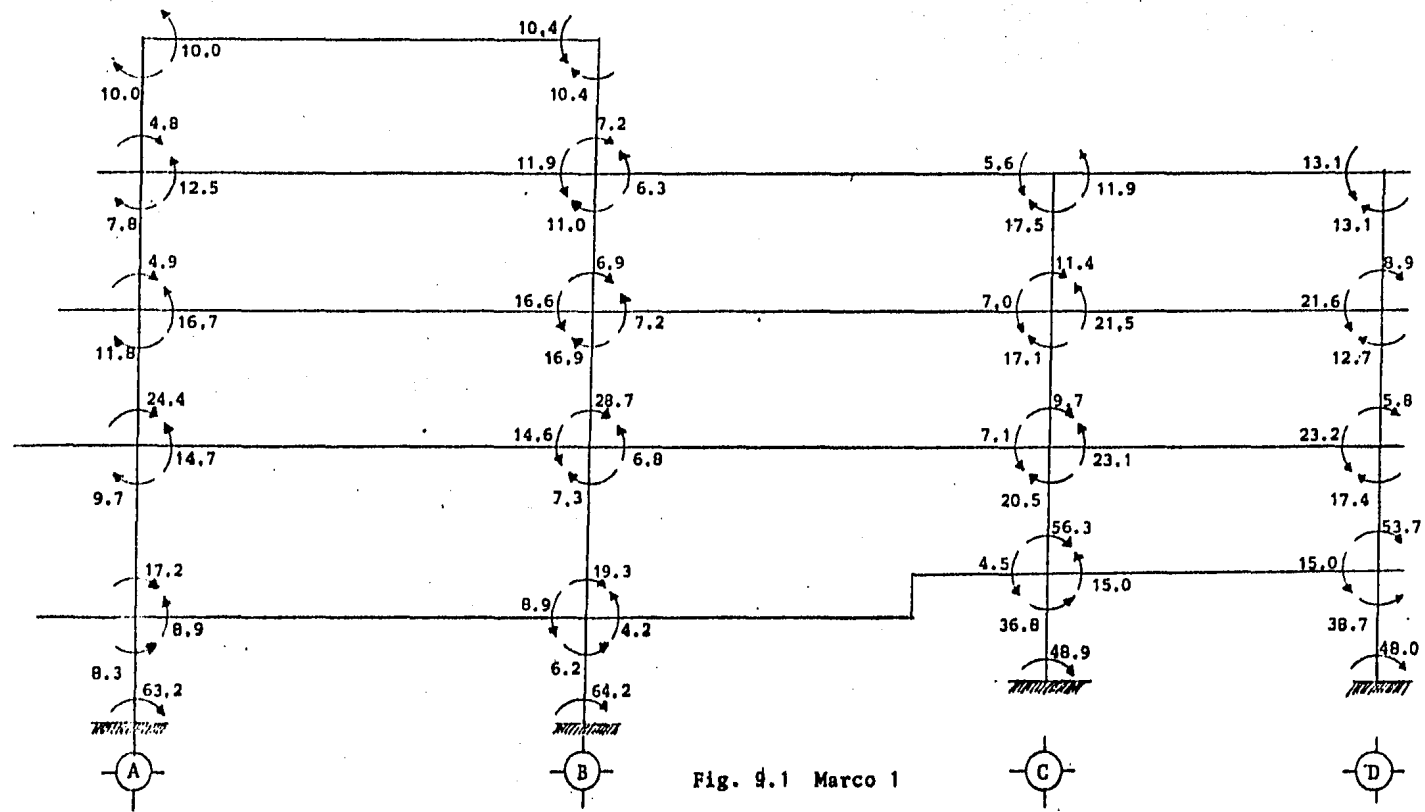 10.0 10.4
10.0 10.4
4.8 7.2
12.5 11.9 6.3 5.6 11.9 13.1
7.8 11.0 17.5 13.1
4.9 6.9 11.4 8.9
16.7 16.6 7.2 7.0 21.5 21.6
11.8 16.9 17.1 12.7
24.4 28.7 9.7 5.8
14.7 14.6 6.8 7.1 23.1 23.2
9.7 7.3 20.5 17.4
56.3 53.7
17.2 19.3 4.5 15.0 15.0
8.9 8.9 4.2 36.8 38.7
8.3 6.2 48.9 48.0
63.2 64.2
A B Fig. 9.1 Marco 1 C D